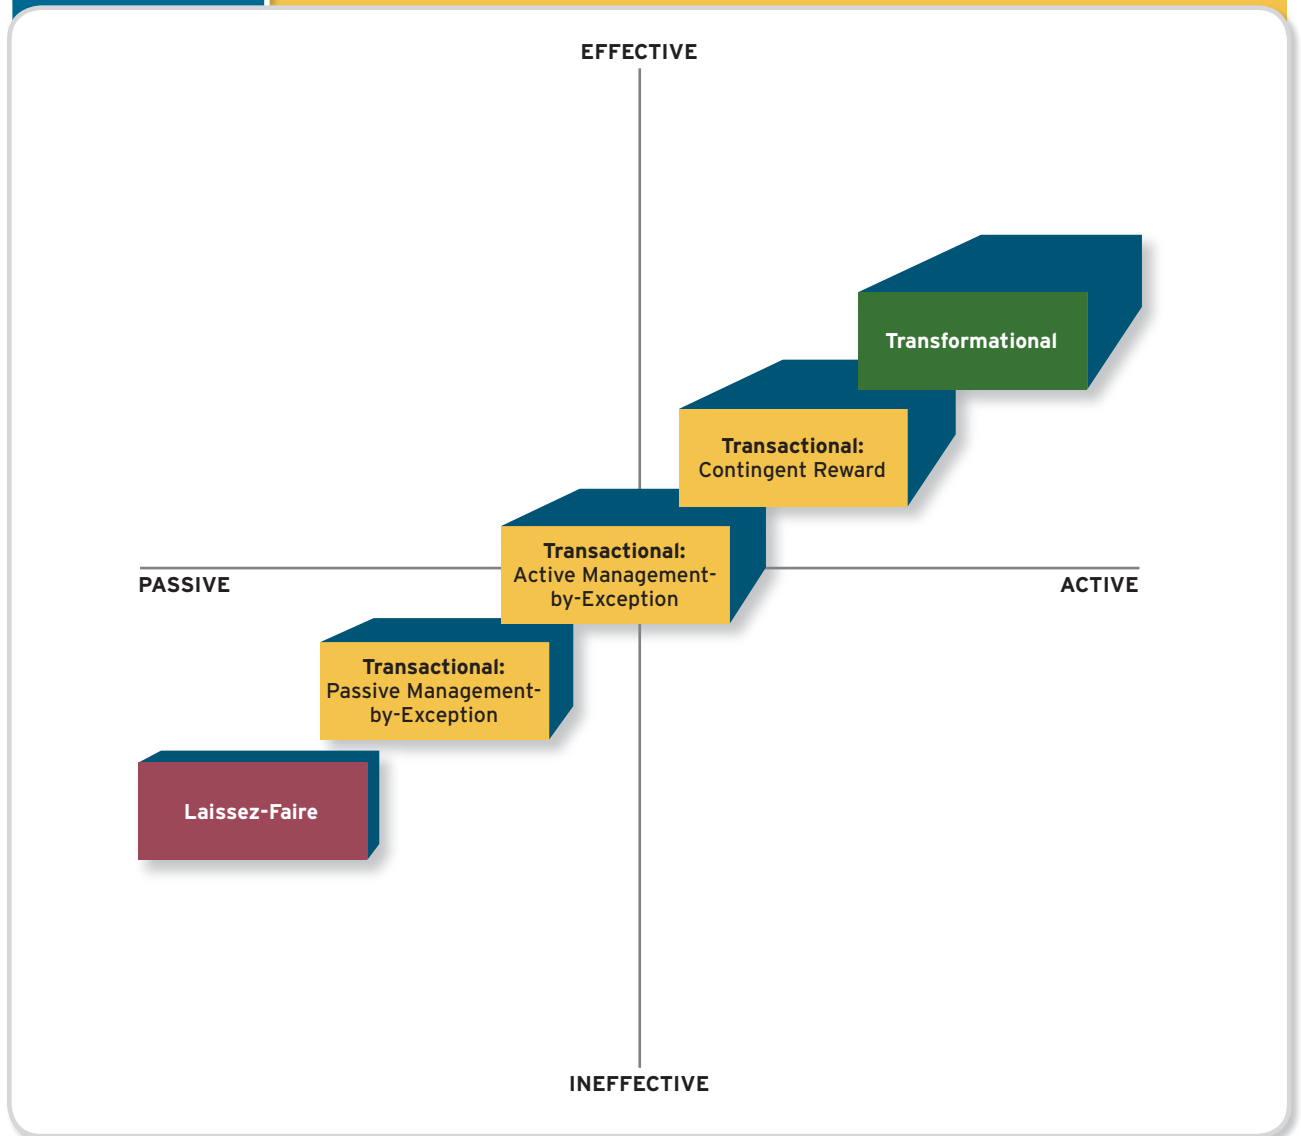 EFFECTIVE
Transformational
Transactional:
Contingent Reward
Transactional:
Active Management-
by-Exception
PASSIVE
ACTIVE
Transactional:
Passive Management-
by-Exception
Laissez-Faire
INEFFECTIVE